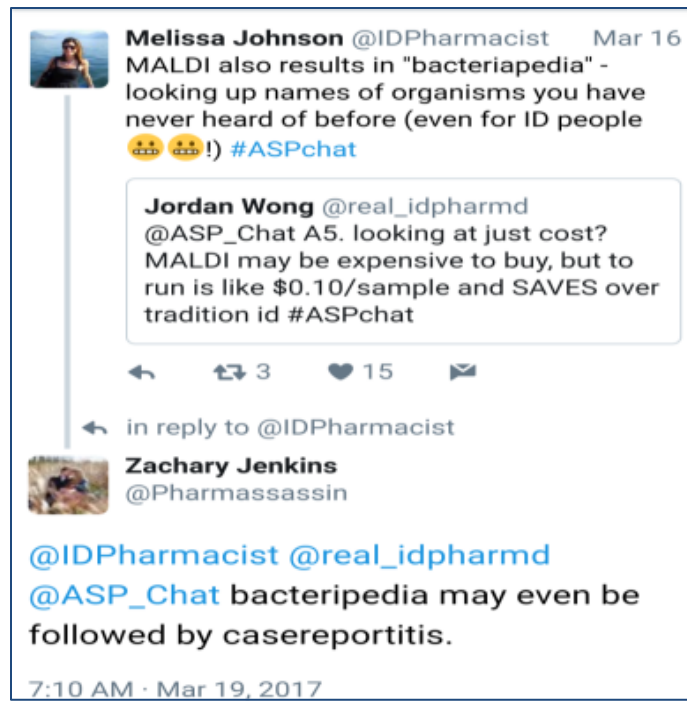 Melissa Johnson @IDPharmacist Mar 16
MALDI also results in "bacteriapedia" -
looking up names of organisms you have
never heard of before (even for ID people
😬😬!) #ASPchat
Jordan Wong @real_idpharmd
@ASP_Chat A5. looking at just cost?
MALDI may be expensive to buy, but to
run is like $0.10/sample and SAVES over
tradition id #ASPchat
3 15
in reply to @IDPharmacist
Zachary Jenkins
@Pharmassassin
@IDPharmacist @real_idpharmd
@ASP_Chat bacteripedia may even be
followed by casereportitis.
7:10 AM · Mar 19, 2017